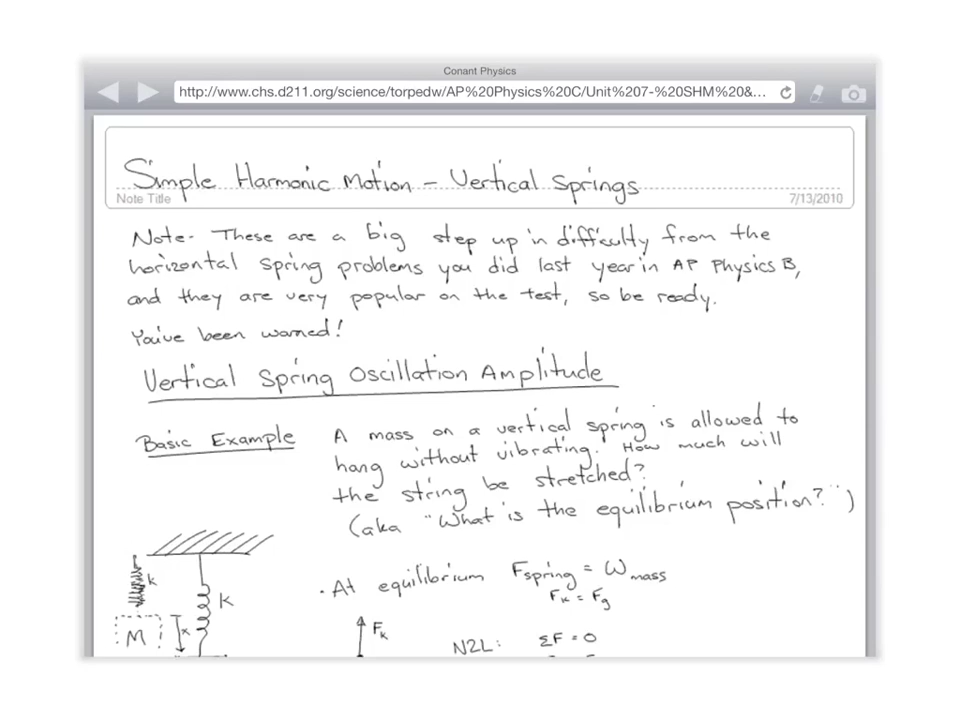 Conant Physics
http://www.chs.d211.org/science/torpedw/AP%20Physics%20C/Unit%207-%20SHM%20&...
Simple Harmonic Motion - Vertical Springs
Note Title
7/13/2010
Note- These are a big step up in difficulty from the
horizontal spring problems you did last year in AP Physics B,
and they are very popular on the test, so be ready.
You've been warned!
Vertical Spring Oscillation Amplitude
Basic Example
A mass on a vertical spring is allowed to
hang without vibrating. How much will
the string be stretched?
(aka "What is the equilibrium position?")
k
K
M
x
• At equilibrium Fspring = Wmass
Fk = Fg
Fk
N2L: ΣF = 0